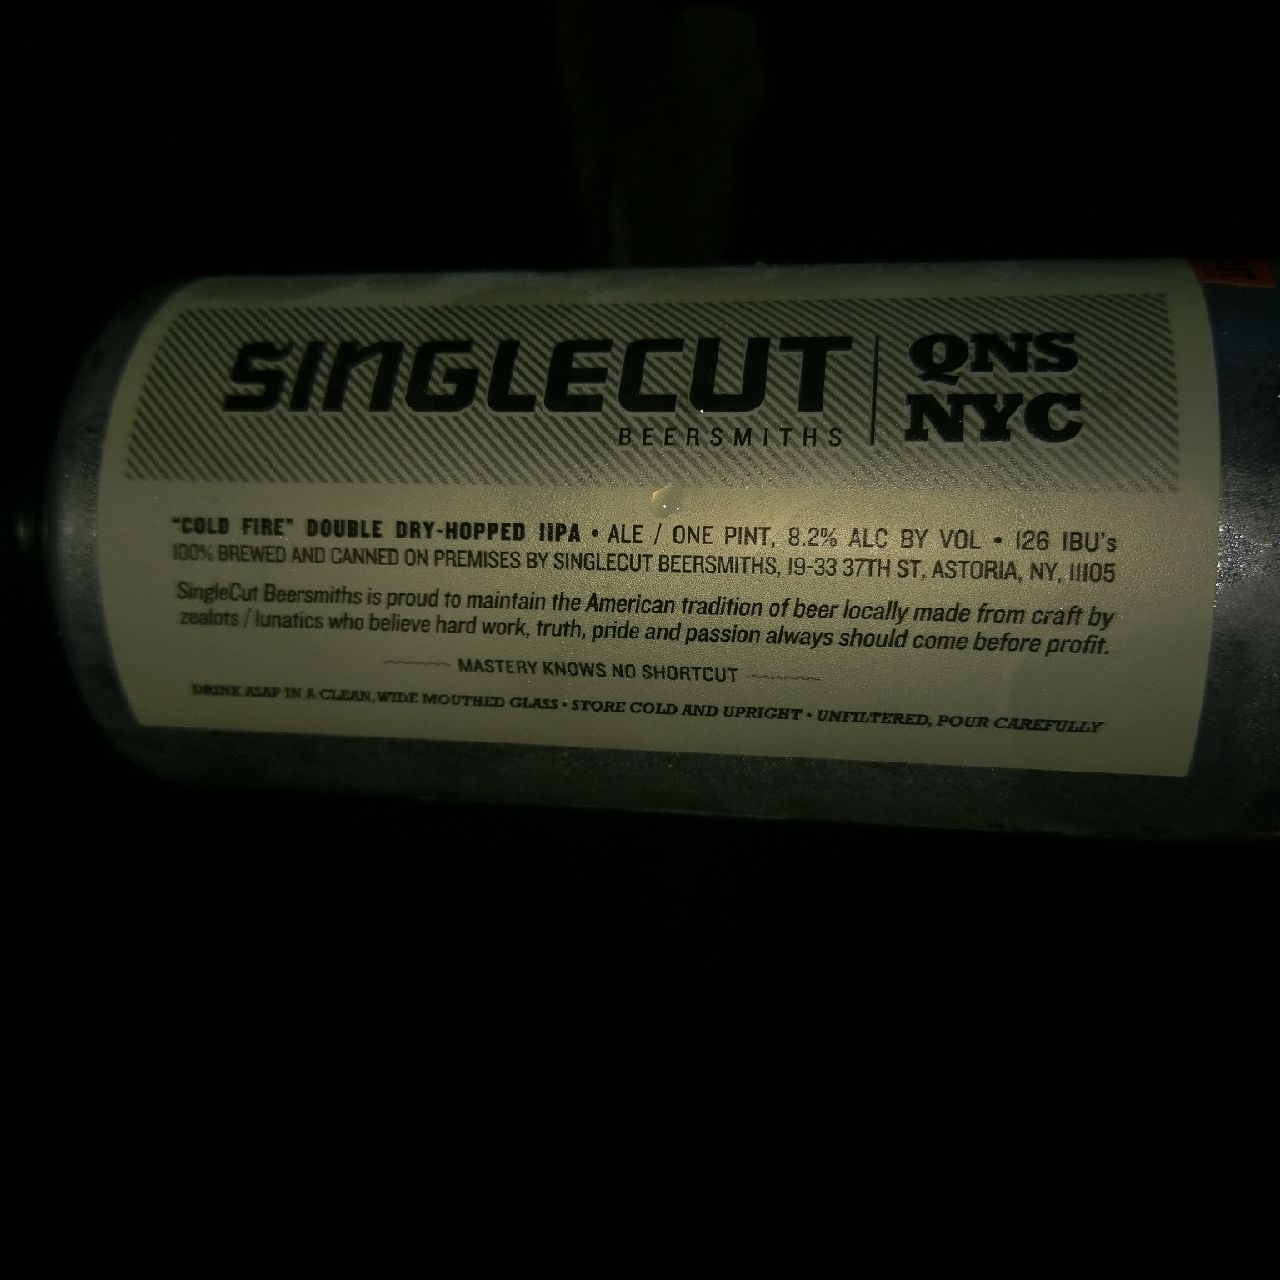 SINGLECUT
BEERSMITHS
QNS
NYC
"COLD FIRE" DOUBLE DRY-HOPPED IIPA • ALE / ONE PINT, 8.2% ALC BY VOL • 126 IBU's
100% BREWED AND CANNED ON PREMISES BY SINGLECUT BEERSMITHS, 19-33 37TH ST, ASTORIA, NY, 11105
SingleCut Beersmiths is proud to maintain the American tradition of beer locally made from craft by
zealots / lunatics who believe hard work, truth, pride and passion always should come before profit.
MASTERY KNOWS NO SHORTCUT
DRINK ASAP IN A CLEAN, WIDE MOUTHED GLASS • STORE COLD AND UPRIGHT • UNFILTERED, POUR CAREFULLY